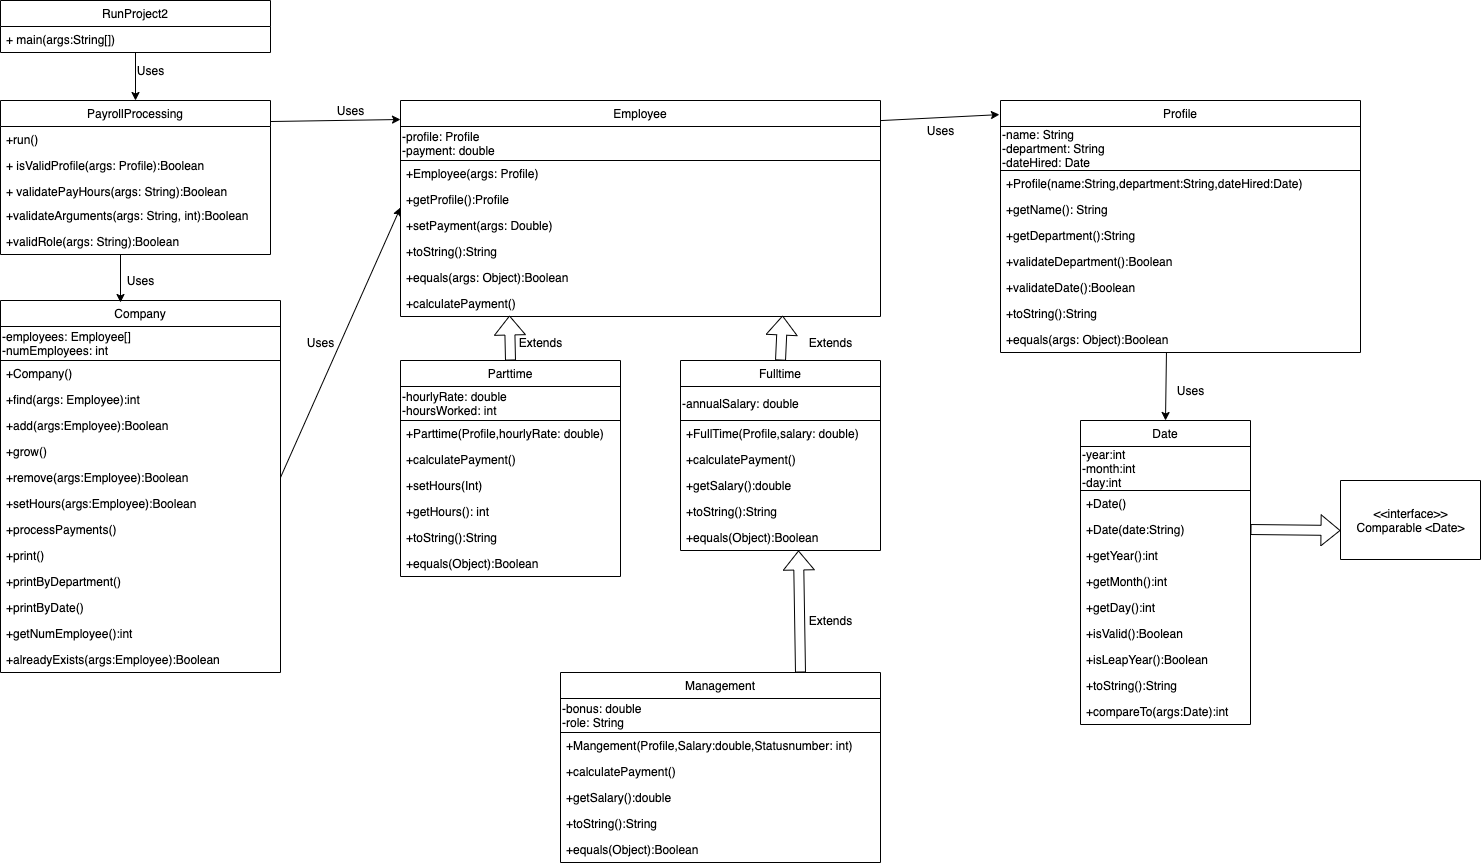 RunProject2
+ main(args:String[])
Uses
PayrollProcessing
+run()
+ isValidProfile(args: Profile):Boolean
+ validatePayHours(args: String):Boolean
+validateArguments(args: String, int):Boolean
+validRole(args: String):Boolean
Uses
Uses
Company
-employees: Employee[]
-numEmployees: int
+Company()
+find(args: Employee):int
+add(args:Employee):Boolean
+grow()
+remove(args:Employee):Boolean
+setHours(args:Employee):Boolean
+processPayments()
+print()
+printByDepartment()
+printByDate()
+getNumEmployee():int
+alreadyExists(args:Employee):Boolean
Uses
Employee
-profile: Profile
-payment: double
+Employee(args: Profile)
+getProfile():Profile
+setPayment(args: Double)
+toString():String
+equals(args: Object):Boolean
+calculatePayment()
Extends
Extends
Parttime
-hourlyRate: double
-hoursWorked: int
+Parttime(Profile,hourlyRate: double)
+calculatePayment()
+setHours(Int)
+getHours(): int
+toString():String
+equals(Object):Boolean
Fulltime
-annualSalary: double
+FullTime(Profile,salary: double)
+calculatePayment()
+getSalary():double
+toString():String
+equals(Object):Boolean
Extends
Management
-bonus: double
-role: String
+Mangement(Profile,Salary:double,Statusnumber: int)
+calculatePayment()
+getSalary():double
+toString():String
+equals(Object):Boolean
Uses
Profile
-name: String
-department: String
-dateHired: Date
+Profile(name:String,department:String,dateHired:Date)
+getName(): String
+getDepartment():String
+validateDepartment():Boolean
+validateDate():Boolean
+toString():String
+equals(args: Object):Boolean
Uses
Date
-year:int
-month:int
-day:int
+Date()
+Date(date:String)
+getYear():int
+getMonth():int
+getDay():int
+isValid():Boolean
+isLeapYear():Boolean
+toString():String
+compareTo(args:Date):int
<<interface>>
Comparable <Date>